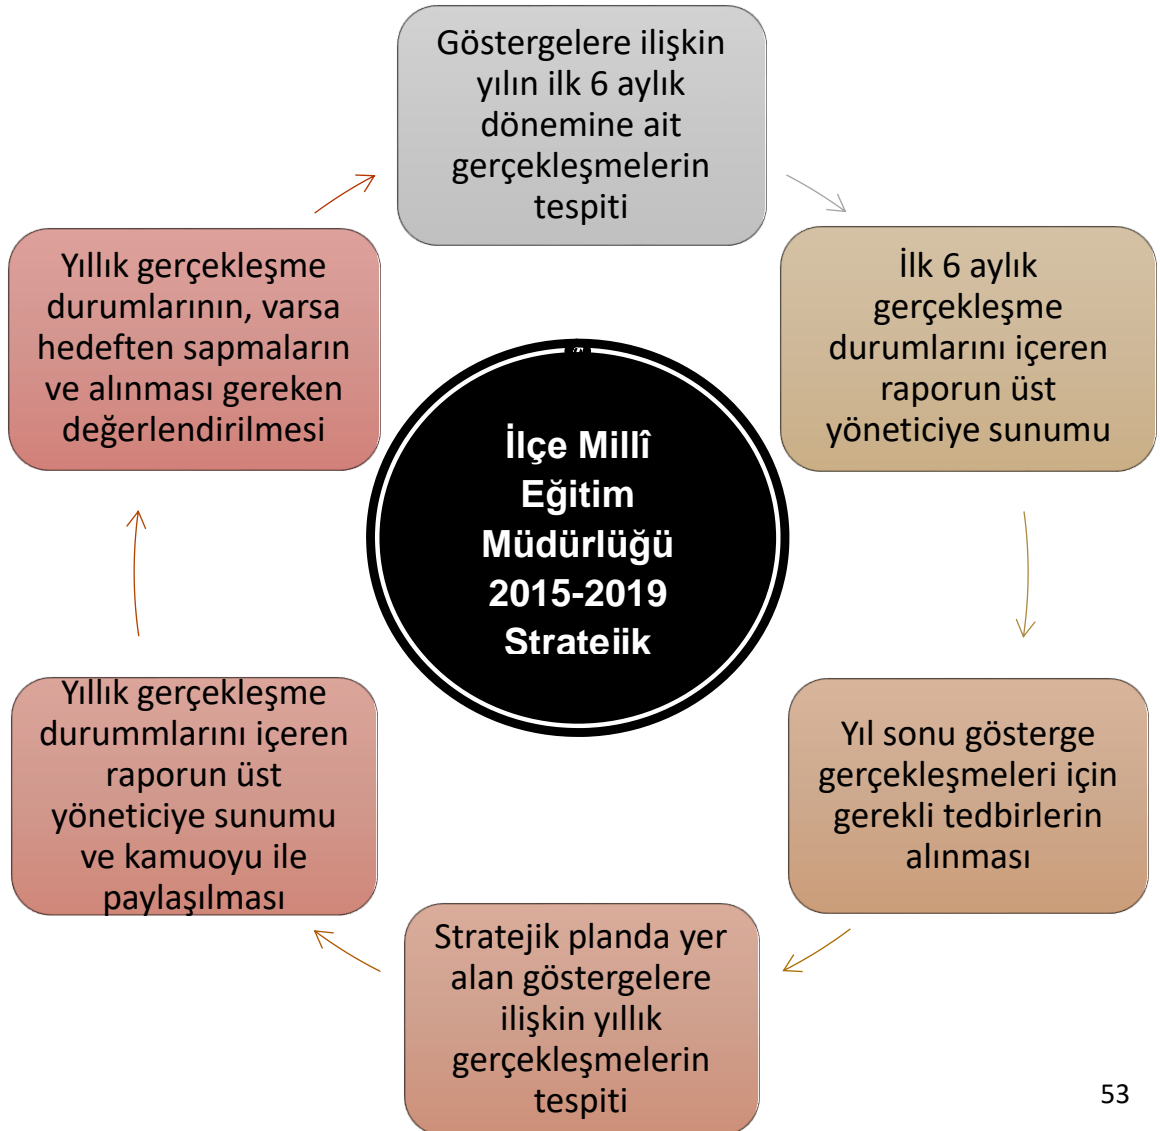 Göstergelere ilişkin
yılın ilk 6 aylık
dönemine ait
gerçekleşmelerin
tespiti
İlk 6 aylık
gerçekleşme
durumlarını içeren
raporun üst
yöneticiye sunumu
Yıl sonu gösterge
gerçekleşmeleri için
gerekli tedbirlerin
alınması
Stratejik planda yer
alan göstergelere
ilişkin yıllık
gerçekleşmelerin
tespiti
Yıllık gerçekleşme
durummlarını içeren
raporun üst
yöneticiye sunumu
ve kamuoyu ile
paylaşılması
Yıllık gerçekleşme
durumlarının, varsa
hedeften sapmaların
ve alınması gereken
değerlendirilmesi
İlçe Millî
Eğitim
Müdürlüğü
2015-2019
Stratejik
53